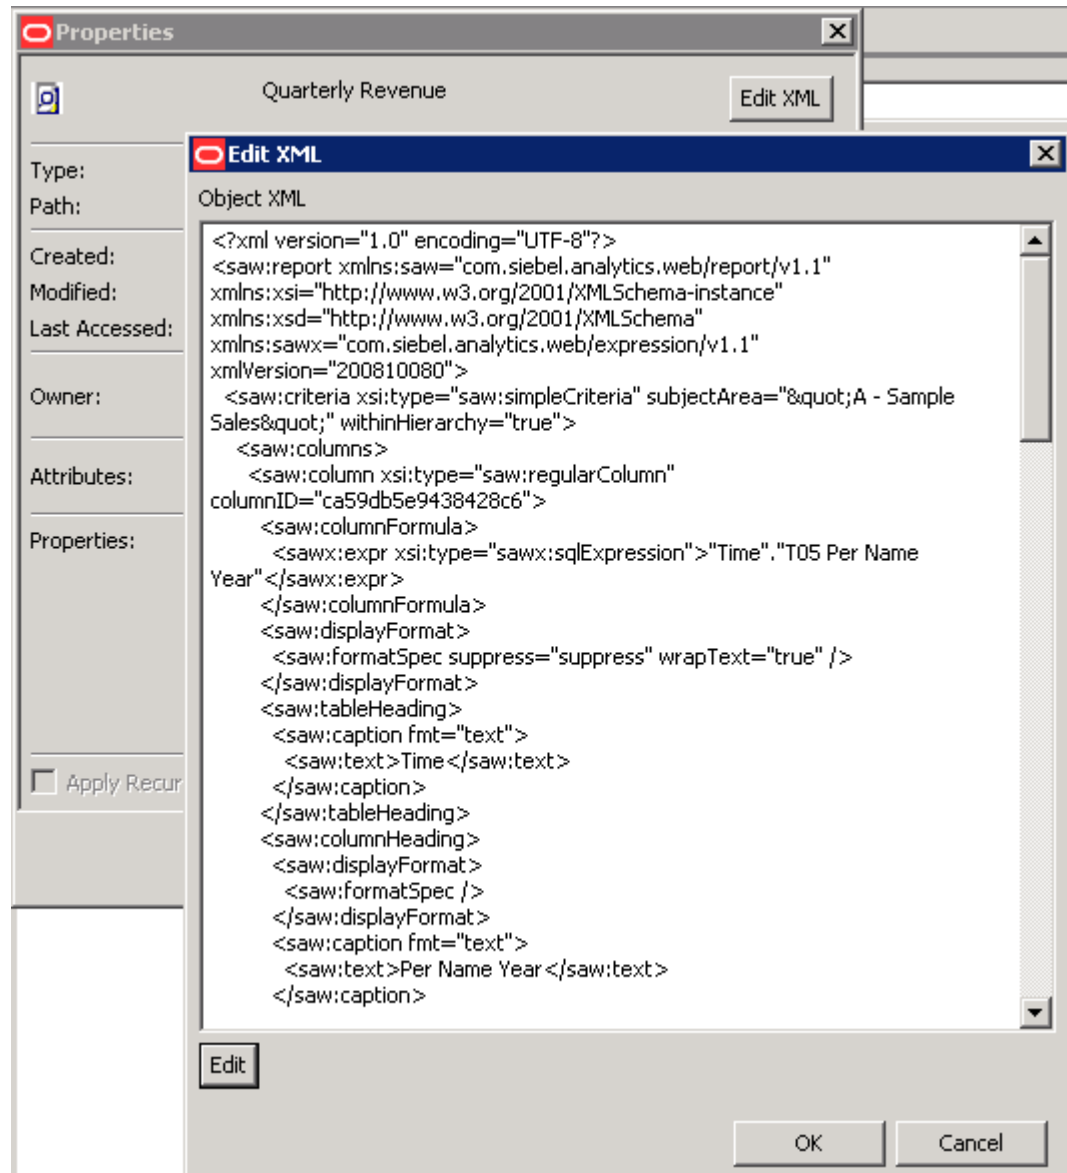 Properties
Quarterly Revenue
Edit XML
Type:
Path:
Created:
Modified:
Last Accessed:
Owner:
Attributes:
Properties:
Apply Recur
Edit XML
Object XML
<?xml version="1.0" encoding="UTF-8"?>
<saw:report xmlns:saw="com.siebel.analytics.web/report/v1.1"
xmlns:xsi="http://www.w3.org/2001/XMLSchema-instance"
xmlns:xsd="http://www.w3.org/2001/XMLSchema"
xmlns:sawx="com.siebel.analytics.web/expression/v1.1"
xmlVersion="200810080">
<saw:criteria xsi:type="saw:simpleCriteria" subjectArea="&quot;A - Sample
Sales&quot;" withinHierarchy="true">
<saw:columns>
<saw:column xsi:type="saw:regularColumn"
columnID="ca59db5e9438428c6">
<saw:columnFormula>
<sawx:expr xsi:type="sawx:sqlExpression">"Time"."T05 Per Name
Year"</sawx:expr>
</saw:columnFormula>
<saw:displayFormat>
<saw:formatSpec suppress="suppress" wrapText="true" />
</saw:displayFormat>
<saw:tableHeading>
<saw:caption fmt="text">
<saw:text>Time</saw:text>
</saw:caption>
</saw:tableHeading>
<saw:columnHeading>
<saw:displayFormat>
<saw:formatSpec />
</saw:displayFormat>
<saw:caption fmt="text">
<saw:text>Per Name Year</saw:text>
</saw:caption>
Edit
OK
Cancel